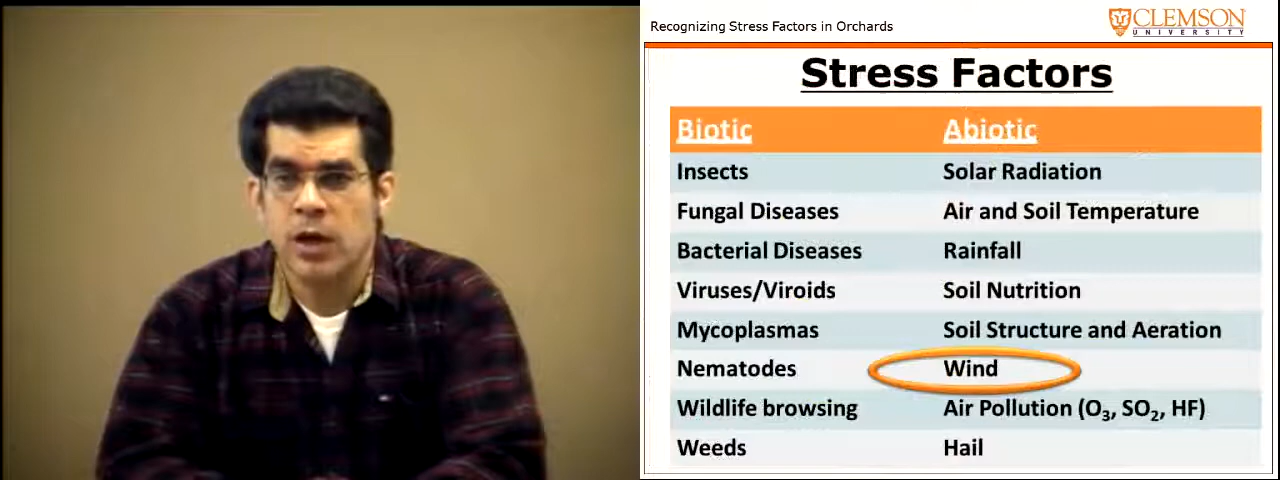 Recognizing Stress Factors in Orchards
CLEMSON
UNIVERSITY
Stress Factors
Biotic Abiotic
Insects Solar Radiation
Fungal Diseases Air and Soil Temperature
Bacterial Diseases Rainfall
Viruses/Viroids Soil Nutrition
Mycoplasmas Soil Structure and Aeration
Nematodes Wind
Wildlife browsing Air Pollution (O₃, SO₂, HF)
Weeds Hail